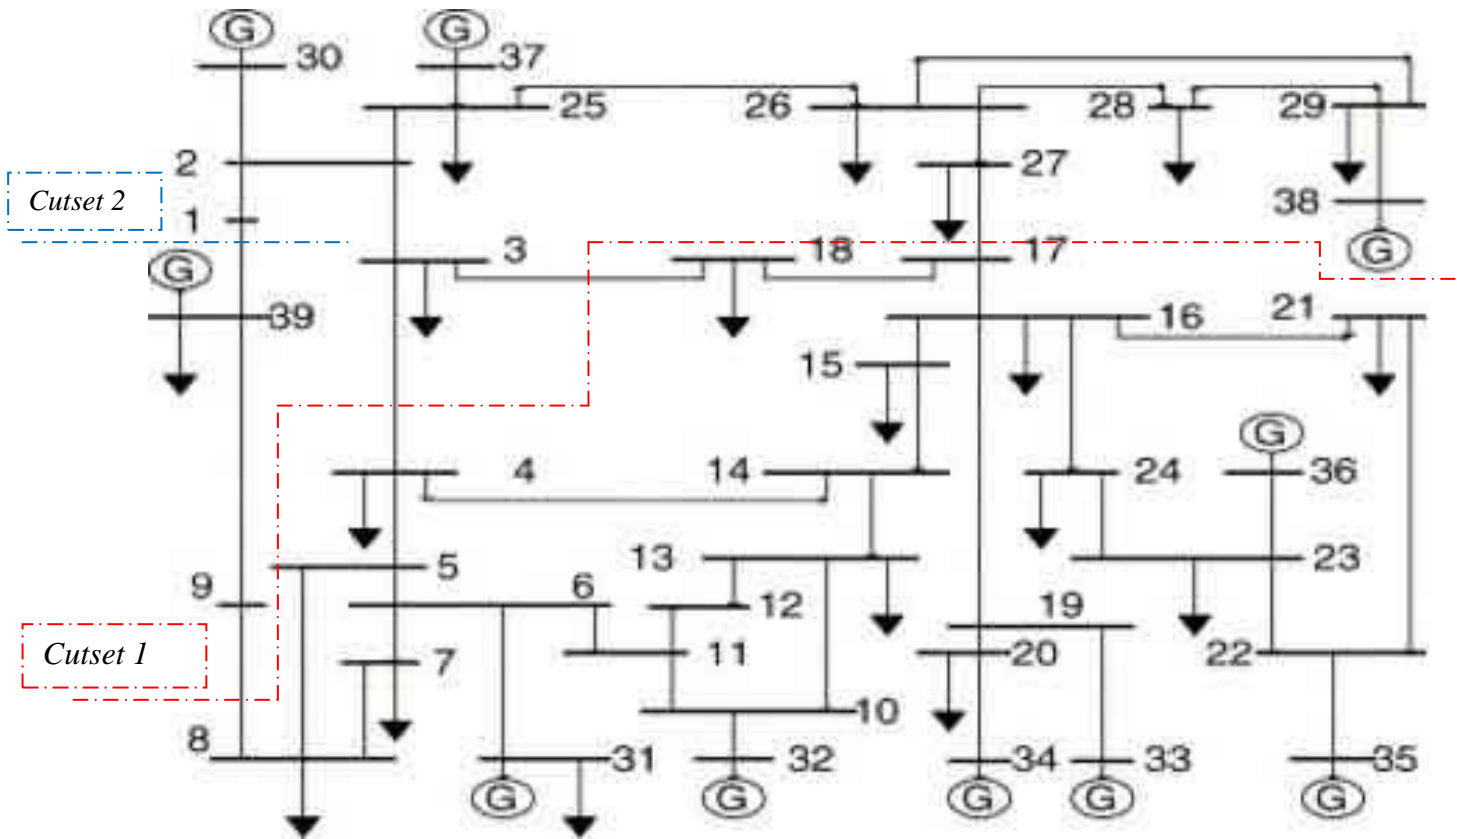 G G
30 37
25 26 28 29
2 27
Cutset 2
1 38
G 3 18 17 G
39 16 21
15
G
4 14 24 36
5 13 23
9 6 12 19
Cutset 1 7 11 20 22
10
8 31 32 34 33 35
G G G G G